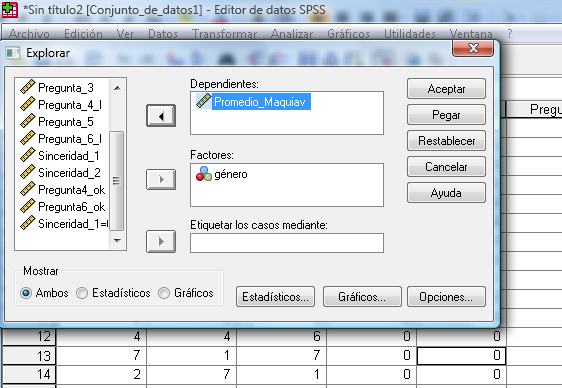 *Sin título2 [Conjunto_de_datos1] - Editor de datos SPSS
Archivo Edición Ver Datos Transformar Analizar Gráficos Utilidades Ventana ?
Explorar
Pregunta_3
Pregunta_4_I
Pregunta_5
Pregunta_6_I
Sinceridad_1
Sinceridad_2
Pregunta4_ok
Pregunta6_ok
Sinceridad_1=
Dependientes:
Promedio_Maquiav
Factores:
género
Etiquetar los casos mediante:
Aceptar
Pegar
Restablecer
Cancelar
Ayuda
Mostrar
Ambos Estadísticos Gráficos
Estadísticos... Gráficos... Opciones...
Pregu
12 4 4 6 0 0
13 7 1 7 0 0
14 2 7 1 0 0